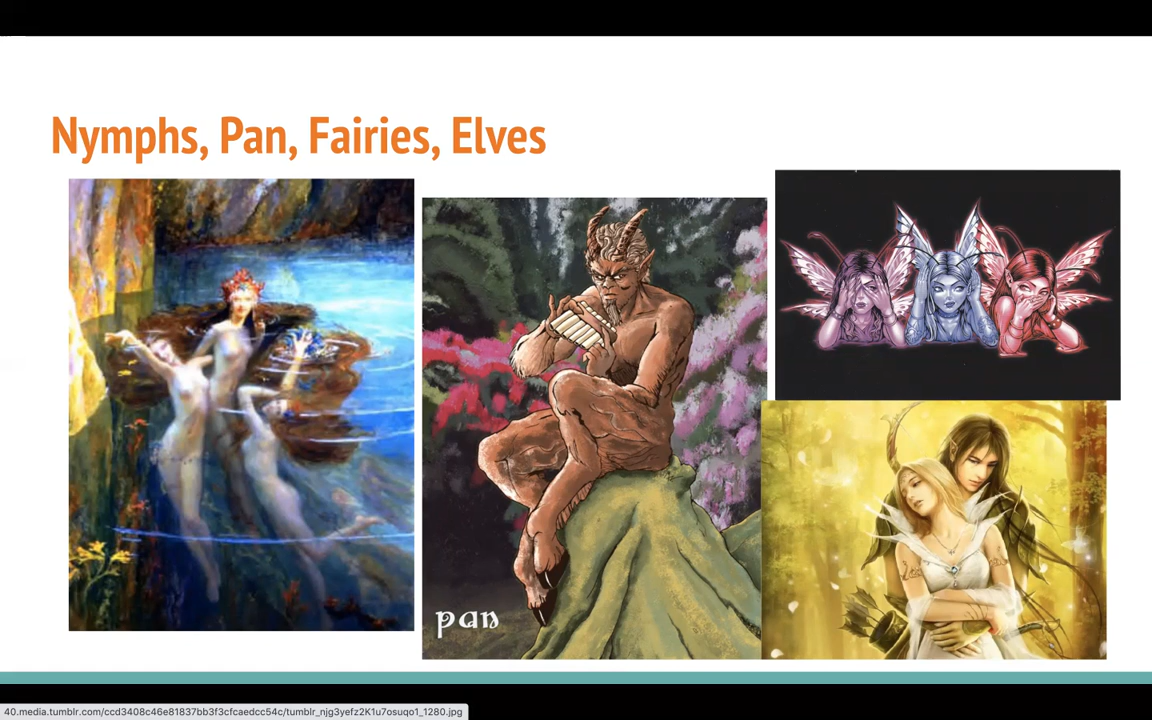 Nymphs, Pan, Fairies, Elves
pan
40.media.tumblr.com/ccd3408c46e81837bb3f3cfcaedcc54c/tumblr_njg3yefz2K1u7osuqo1_1280.jpg